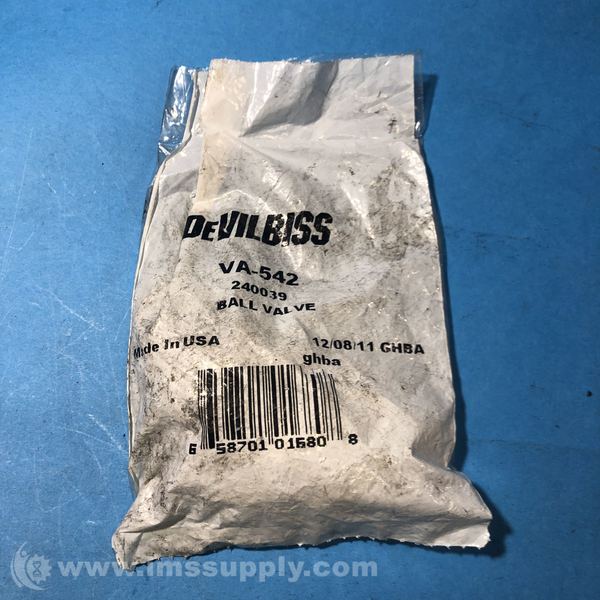 DEVILBISS
VA-542
240039
BALL VALVE
Made In USA 12/08/11 GHBA
ghba
6 58701 01680 8
© www.imssupply.com